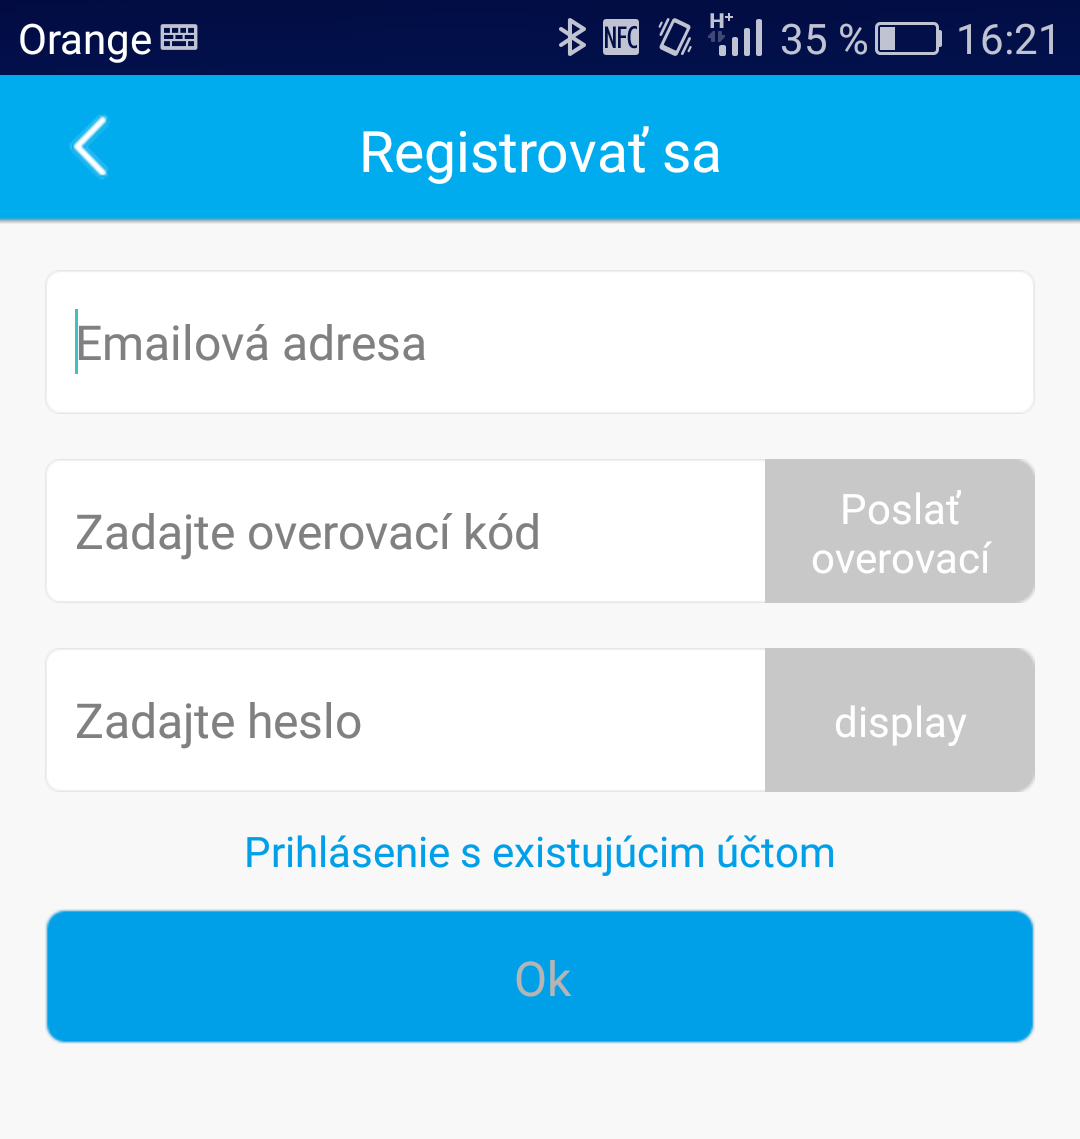 Orange NFC H+ 35 % 16:21
Registrovať sa
Emailová adresa
Zadajte overovací kód
Poslať
overovací
Zadajte heslo
display
Prihlásenie s existujúcim účtom
Ok